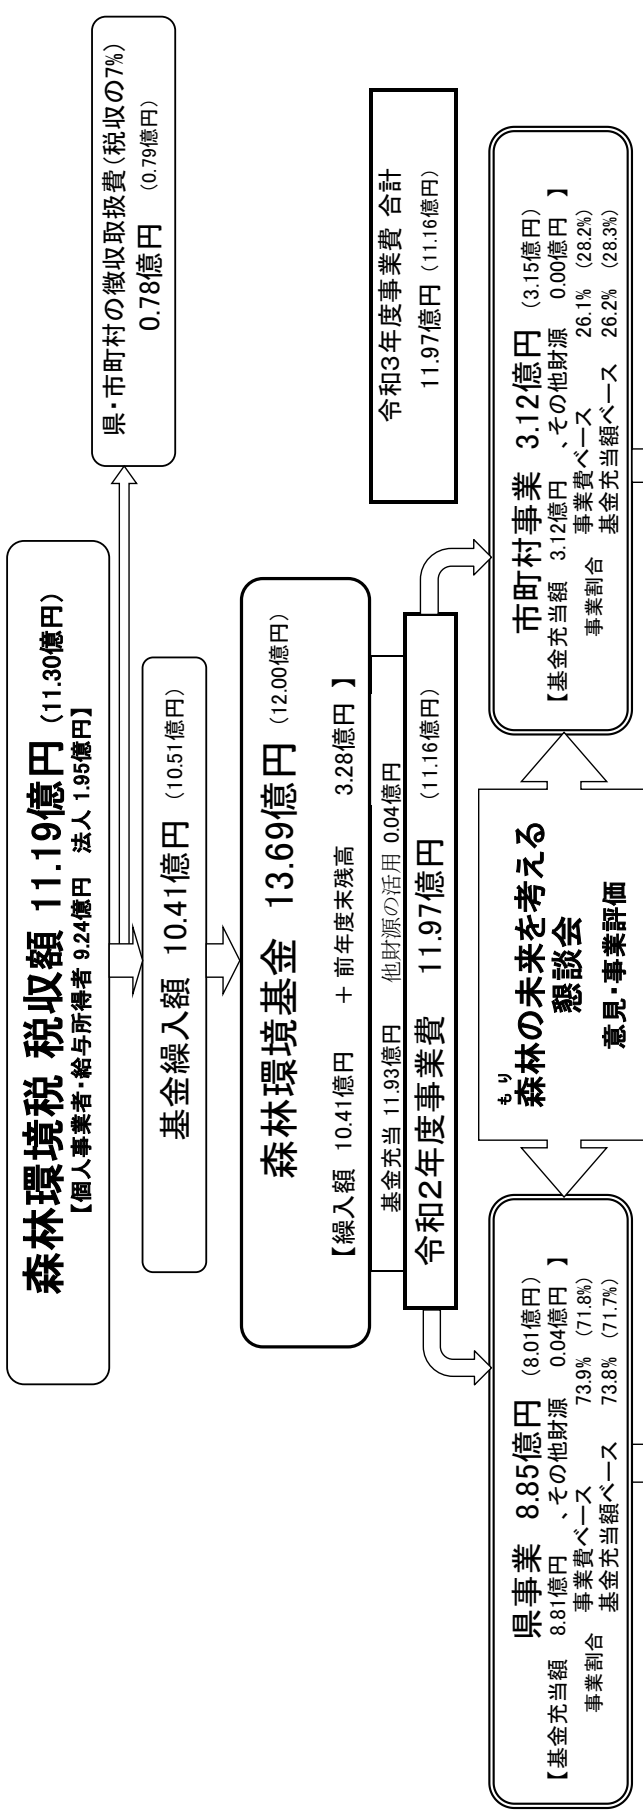 森林環境税 税収額 11.19億円 (11.30億円)
【個人事業者・給与所得者 9.24億円 法人 1.95億円】
県・市町村の徴収取扱費(税収の7%)
0.78億円 (0.79億円)
基金繰入額 10.41億円 (10.51億円)
森林環境基金 13.69億円 (12.00億円)
【繰入額 10.41億円 ＋ 前年度末残高 3.28億円 】
基金充当 11.93億円 他財源の活用 0.04億円
令和2年度事業費 11.97億円 (11.16億円)
令和3年度事業費 合計
11.97億円 (11.16億円)
県事業 8.85億円 (8.01億円)
【基金充当額 8.81億円 、その他財源 0.04億円 】
事業割合 事業費ベース 73.9% (71.8%)
基金充当額ベース 73.8% (71.7%)
もり
森林の未来を考える
懇談会
意見・事業評価
市町村事業 3.12億円 (3.15億円)
【基金充当額 3.12億円 、その他財源 0.00億円 】
事業割合 事業費ベース 26.1% (28.2%)
基金充当額ベース 26.2% (28.3%)